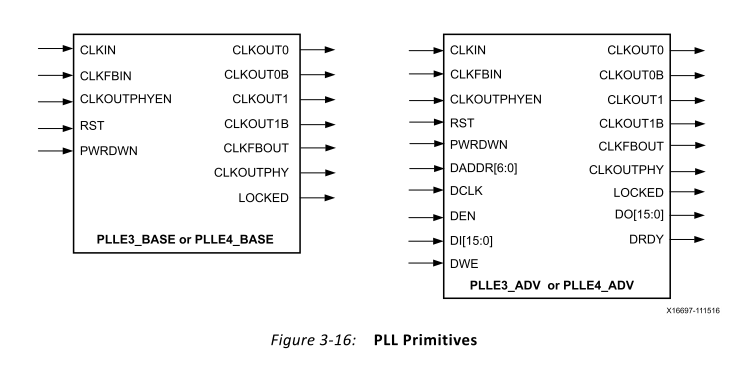 CLKIN
CLKFBIN
CLKOUTPHYEN
RST
PWRDWN
CLKOUT0
CLKOUT0B
CLKOUT1
CLKOUT1B
CLKFBOUT
CLKOUTPHY
LOCKED
PLLE3_BASE or PLLE4_BASE
CLKIN
CLKFBIN
CLKOUTPHYEN
RST
PWRDWN
DADDR[6:0]
DCLK
DEN
DI[15:0]
DWE
CLKOUT0
CLKOUT0B
CLKOUT1
CLKOUT1B
CLKFBOUT
CLKOUTPHY
LOCKED
DO[15:0]
DRDY
PLLE3_ADV or PLLE4_ADV
X16697-111516
Figure 3-16: PLL Primitives